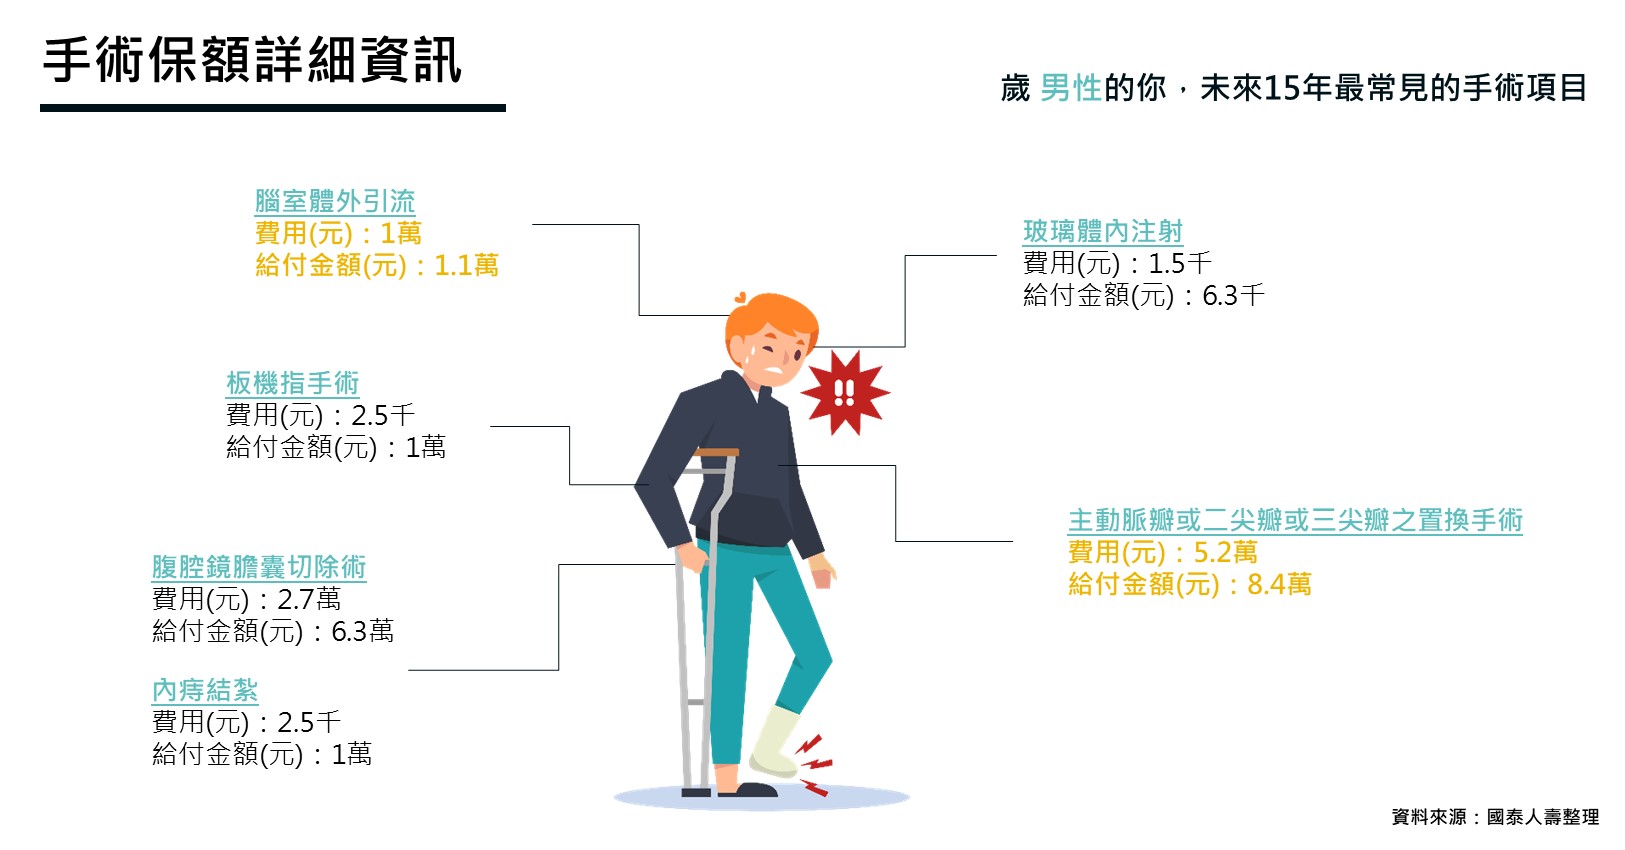 手術保額詳細資訊
歲 男性的你，未來15年最常見的手術項目
腦室體外引流
費用(元)：1萬
給付金額(元)：1.1萬
玻璃體內注射
費用(元)：1.5千
給付金額(元)：6.3千
板機指手術
費用(元)：2.5千
給付金額(元)：1萬
主動脈瓣或二尖瓣或三尖瓣之置換手術
費用(元)：5.2萬
給付金額(元)：8.4萬
腹腔鏡膽囊切除術
費用(元)：2.7萬
給付金額(元)：6.3萬
內痔結紮
費用(元)：2.5千
給付金額(元)：1萬
!!
資料來源：國泰人壽整理